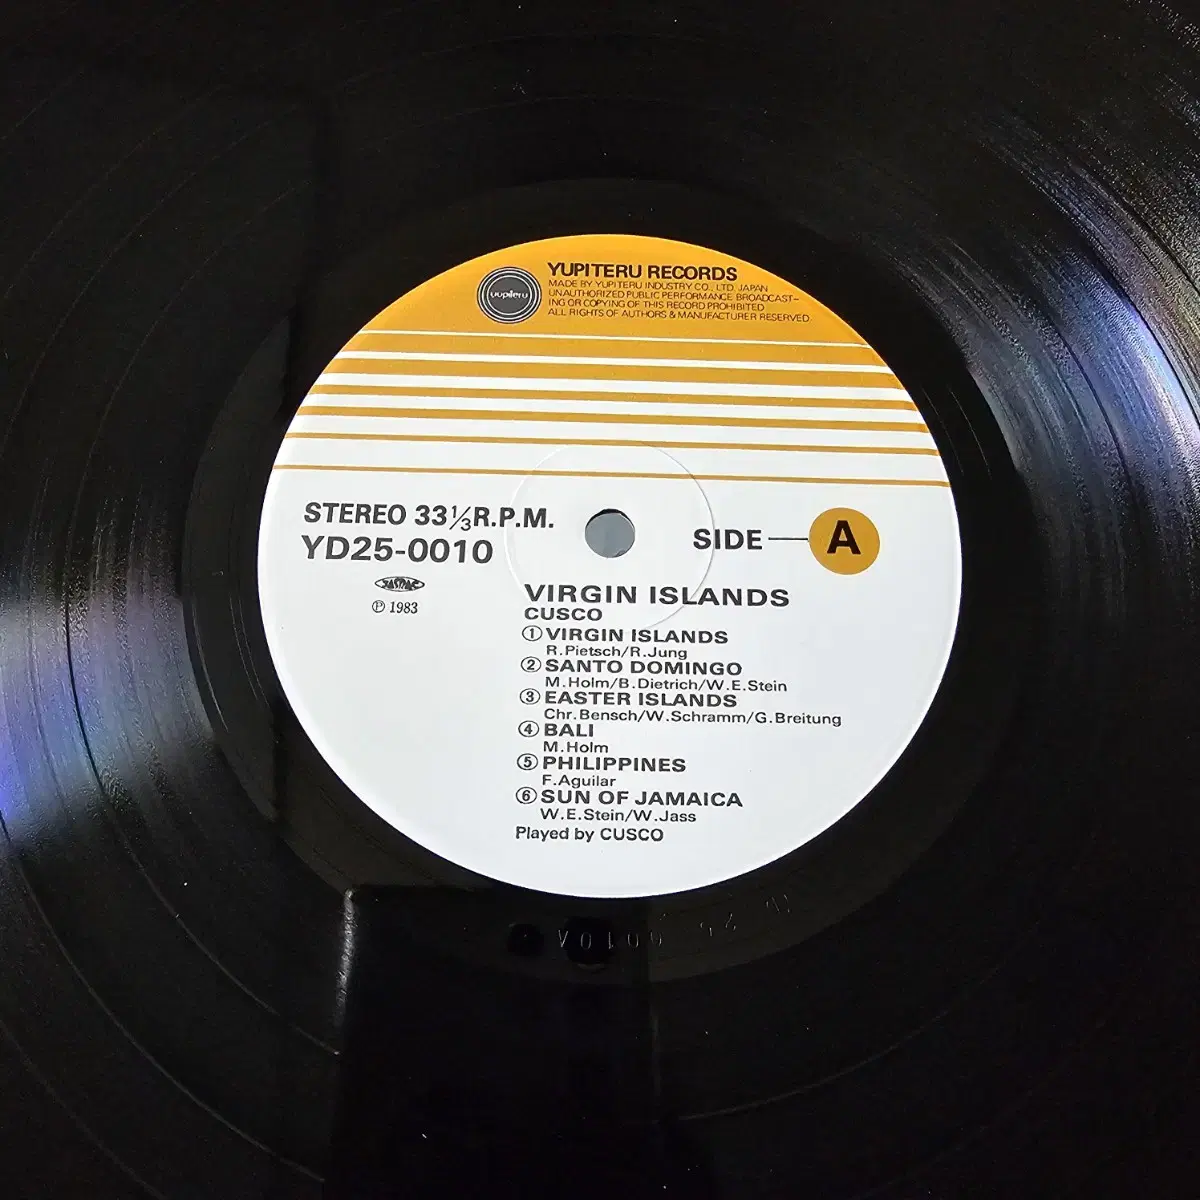 YUPITERU RECORDS
MADE BY YUPITERU INDUSTRY CO., LTD. JAPAN
UNAUTHORIZED PUBLIC PERFORMANCE BROADCAST-
ING OR COPYING OF THIS RECORD PROHIBITED
ALL RIGHTS OF AUTHORS & MANUFACTURER RESERVED
yupiteru
STEREO 33⅓R.P.M.
YD25-0010
SIDE — A
JASRAC
℗ 1983
VIRGIN ISLANDS
CUSCO
① VIRGIN ISLANDS
R.Pietsch/R.Jung
② SANTO DOMINGO
M.Holm/B.Dietrich/W.E.Stein
③ EASTER ISLANDS
Chr.Bensch/W.Schramm/G.Breitung
④ BALI
M.Holm
⑤ PHILIPPINES
F.Aguilar
⑥ SUN OF JAMAICA
W.E.Stein/W.Jass
Played by CUSCO